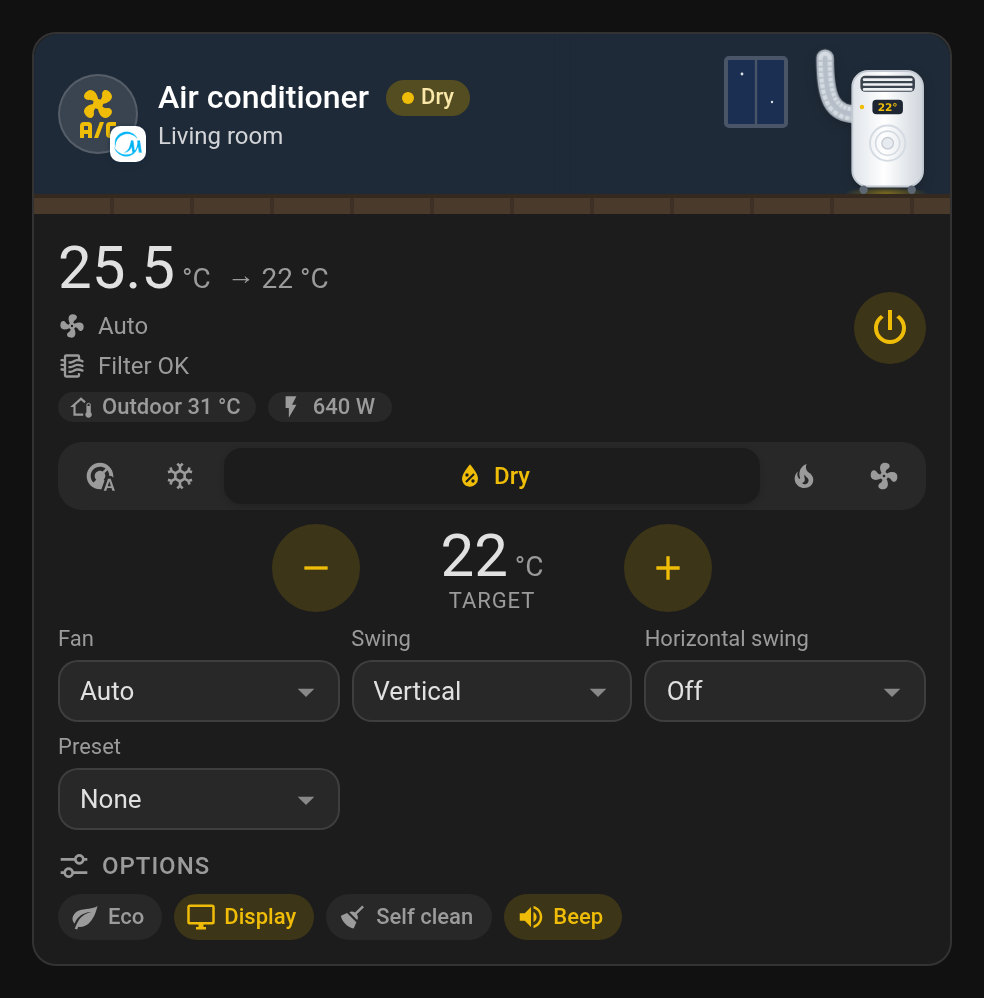 Air conditioner
Dry
A/C
Living room
22°
25.5 °C → 22 °C
Auto
Filter OK
Outdoor 31 °C
640 W
A
Dry
22 °C
TARGET
Fan
Swing
Horizontal swing
Auto
Vertical
Off
Preset
None
OPTIONS
Eco
Display
Self clean
Beep